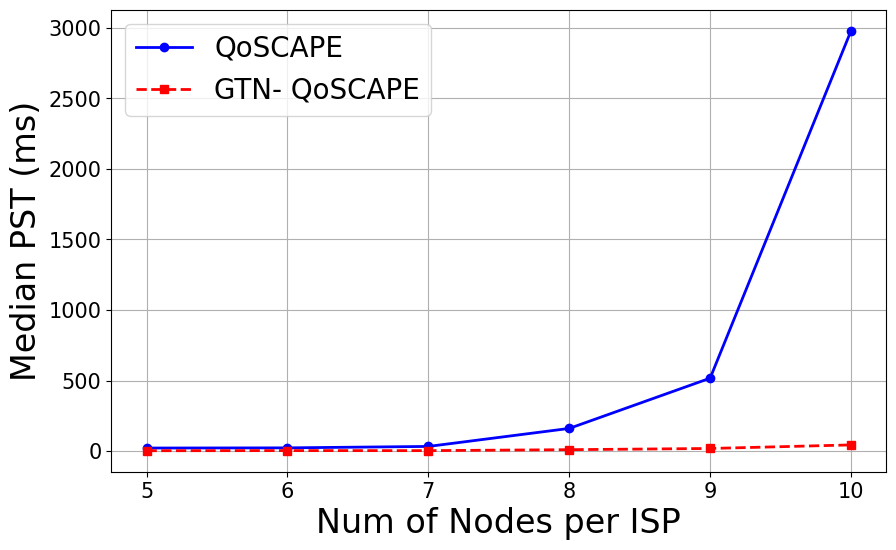 QoSCAPE
GTN- QoSCAPE
Median PST (ms)
3000
2500
2000
1500
1000
500
0
5 6 7 8 9 10
Num of Nodes per ISP